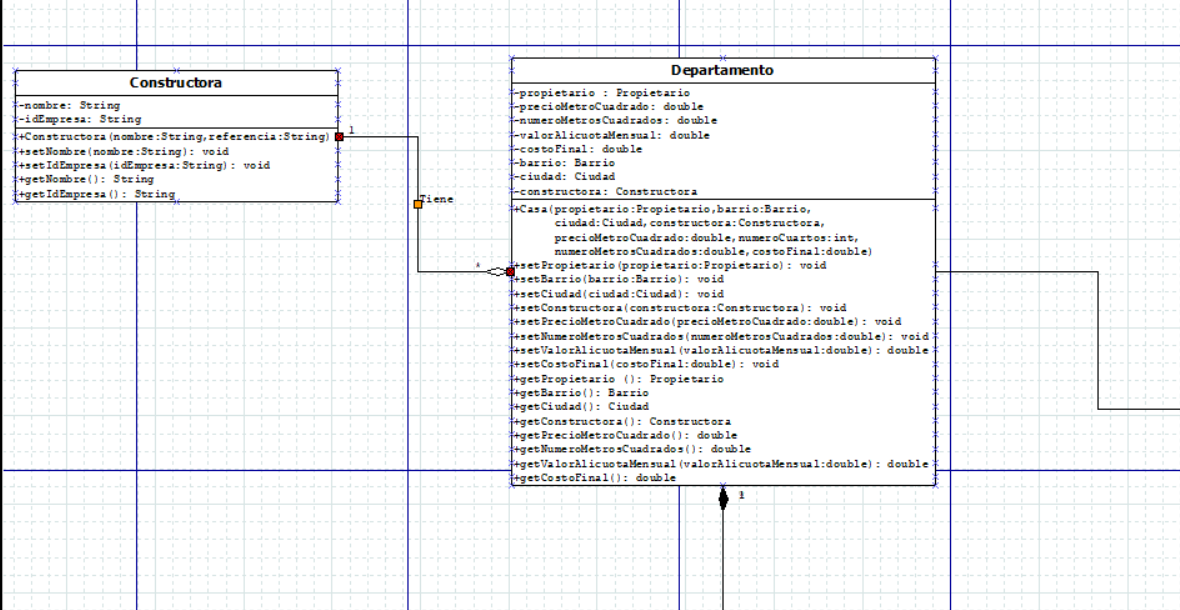 Constructora
-nombre: String
-idEmpresa: String
+Constructora(nombre:String,referencia:String)
+setNombre(nombre:String): void
+setIdEmpresa(idEmpresa:String): void
+getNombre(): String
+getIdEmpresa(): String
1
Tiene
*
Departamento
-propietario : Propietario
-precioMetroCuadrado: double
-numeroMetrosCuadrados: double
-valorAlicuotaMensual: double
-costoFinal: double
-barrio: Barrio
-ciudad: Ciudad
-constructora: Constructora
+Casa(propietario:Propietario,barrio:Barrio,
ciudad:Ciudad,constructora:Constructora,
precioMetroCuadrado:double,numeroCuartos:int,
numeroMetrosCuadrados:double,costoFinal:double)
+setPropietario(propietario:Propietario): void
+setBarrio(barrio:Barrio): void
+setCiudad(ciudad:Ciudad): void
+setConstructora(constructora:Constructora): void
+setPrecioMetroCuadrado(precioMetroCuadrado:double): void
+setNumeroMetrosCuadrados(numeroMetrosCuadrados:double): void
+setValorAlicuotaMensual(valorAlicuotaMensual:double): double
+setCostoFinal(costoFinal:double): void
+getPropietario (): Propietario
+getBarrio(): Barrio
+getCiudad(): Ciudad
+getConstructora(): Constructora
+getPrecioMetroCuadrado(): double
+getNumeroMetrosCuadrados(): double
+getValorAlicuotaMensual(valorAlicuotaMensual:double): double
+getCostoFinal(): double